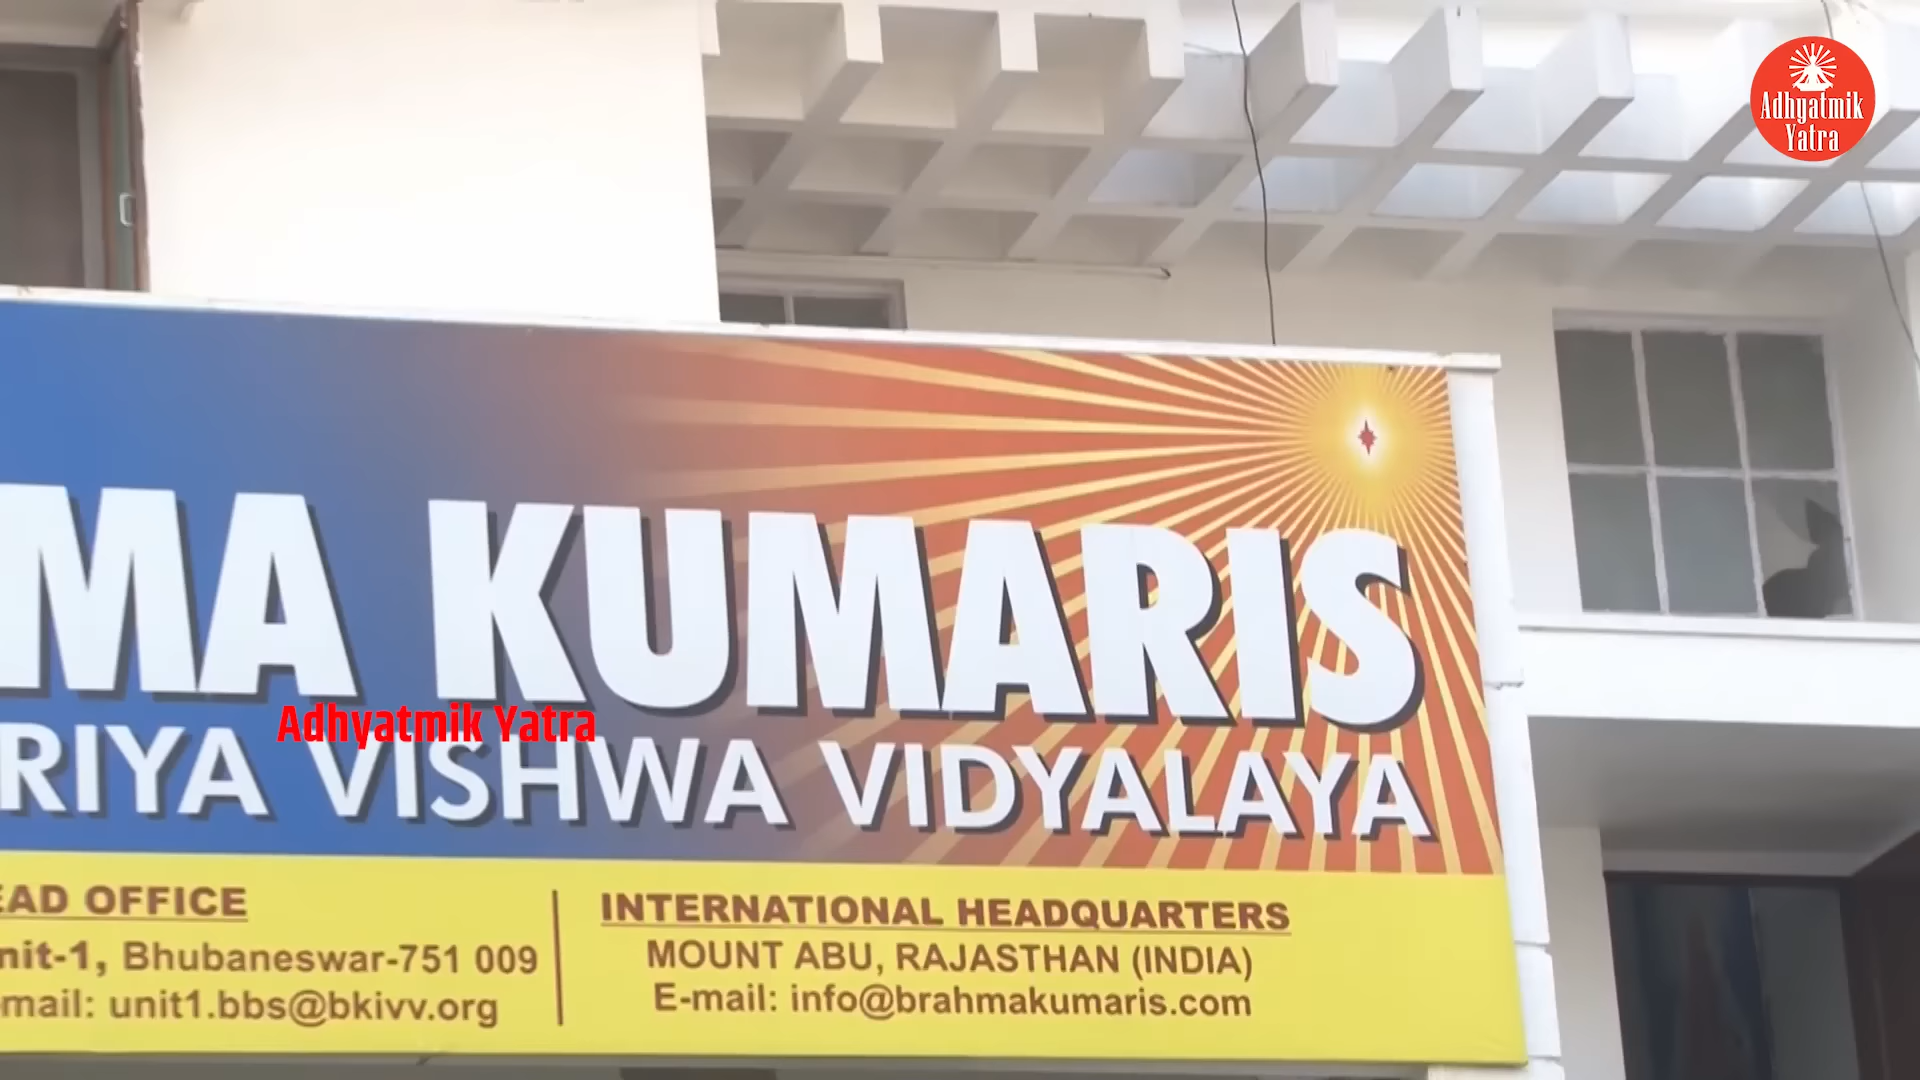 Adhyatmik
Yatra
MA KUMARIS
Adhyatmik Yatra
RIYA VISHWA VIDYALAYA
EAD OFFICE
nit-1, Bhubaneswar-751 009
mail: unit1.bbs@bkivv.org
INTERNATIONAL HEADQUARTERS
MOUNT ABU, RAJASTHAN (INDIA)
E-mail: info@brahmakumaris.com